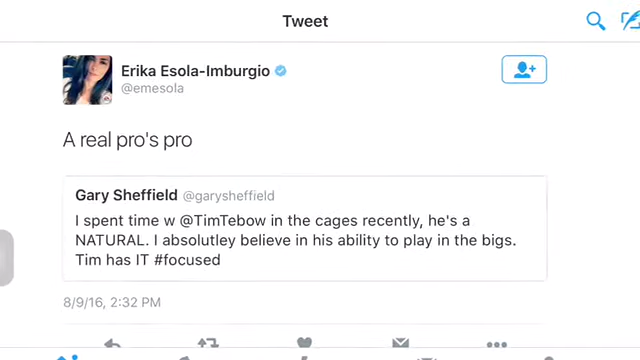 Tweet
Erika Esola-Imburgio
@emesola
A real pro's pro
Gary Sheffield @garysheffield
I spent time w @TimTebow in the cages recently, he's a
NATURAL. I absolutley believe in his ability to play in the bigs.
Tim has IT #focused
8/9/16, 2:32 PM